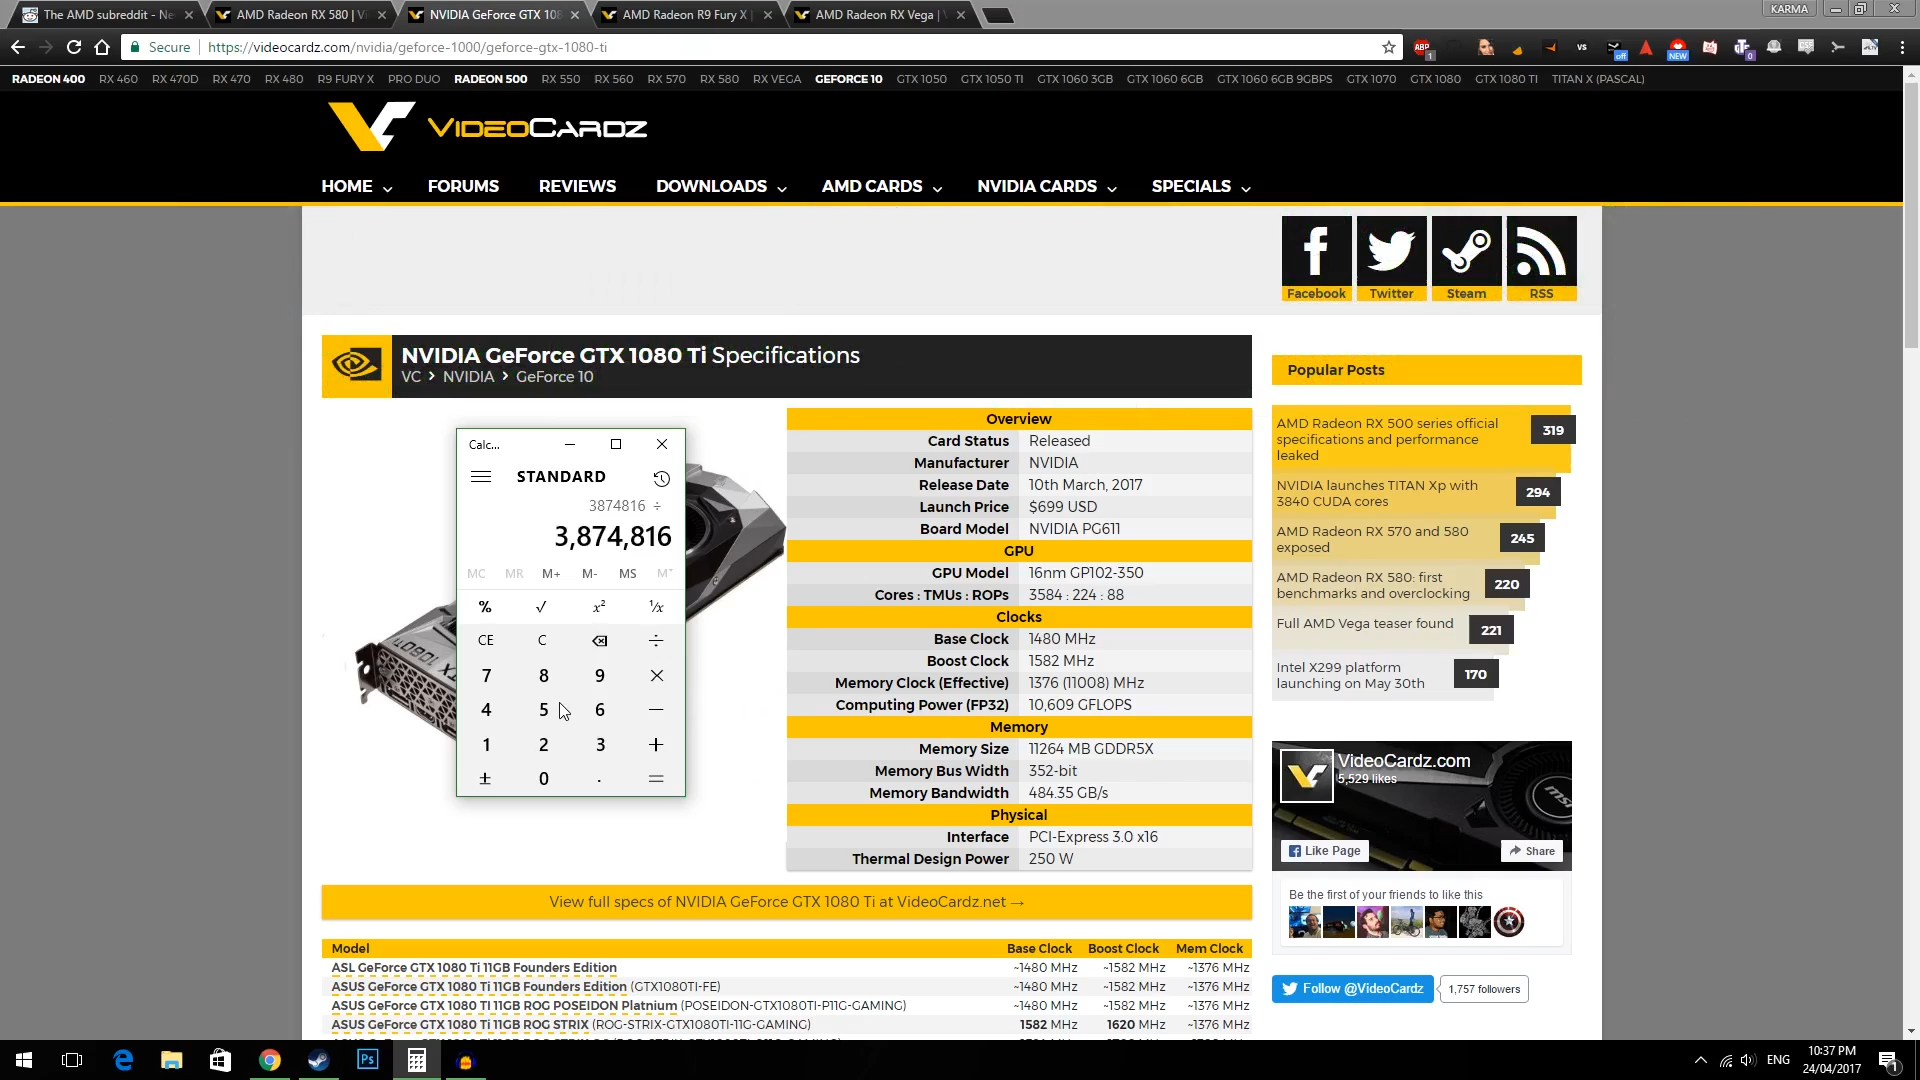 The AMD subreddit - Ne
AMD Radeon RX 580 | Vi
NVIDIA GeForce GTX 108
AMD Radeon R9 Fury X |
AMD Radeon RX Vega | V
KARMA
Secure
https://videocardz.com/nvidia/geforce-1000/geforce-gtx-1080-ti
RADEON 400 RX 460 RX 470D RX 470 RX 480 R9 FURY X PRO DUO RADEON 500 RX 550 RX 560 RX 570 RX 580 RX VEGA GEFORCE 10 GTX 1050 GTX 1050 TI GTX 1060 3GB GTX 1060 6GB GTX 1060 6GB 9GBPS GTX 1070 GTX 1080 GTX 1080 TI TITAN X (PASCAL)
VIDEOCARDZ
HOME FORUMS REVIEWS DOWNLOADS AMD CARDS NVIDIA CARDS SPECIALS
Facebook Twitter Steam RSS
NVIDIA GeForce GTX 1080 Ti Specifications
VC > NVIDIA > GeForce 10
Calc...
STANDARD
3874816 ÷
3,874,816
MC MR M+ M- MS M˅
% √ x² ¹/x
CE C ⌫ ÷
7 8 9 ×
4 5 6 −
1 2 3 +
± 0 . =
Overview
Card Status Released
Manufacturer NVIDIA
Release Date 10th March, 2017
Launch Price $699 USD
Board Model NVIDIA PG611
GPU
GPU Model 16nm GP102-350
Cores : TMUs : ROPs 3584 : 224 : 88
Clocks
Base Clock 1480 MHz
Boost Clock 1582 MHz
Memory Clock (Effective) 1376 (11008) MHz
Computing Power (FP32) 10,609 GFLOPS
Memory
Memory Size 11264 MB GDDR5X
Memory Bus Width 352-bit
Memory Bandwidth 484.35 GB/s
Physical
Interface PCI-Express 3.0 x16
Thermal Design Power 250 W
View full specs of NVIDIA GeForce GTX 1080 Ti at VideoCardz.net →
Model Base Clock Boost Clock Mem Clock
ASL GeForce GTX 1080 Ti 11GB Founders Edition ~1480 MHz ~1582 MHz ~1376 MHz
ASUS GeForce GTX 1080 Ti 11GB Founders Edition (GTX1080TI-FE) ~1480 MHz ~1582 MHz ~1376 MHz
ASUS GeForce GTX 1080 Ti 11GB ROG POSEIDON Platnium (POSEIDON-GTX1080TI-P11G-GAMING) ~1480 MHz ~1582 MHz ~1376 MHz
ASUS GeForce GTX 1080 Ti 11GB ROG STRIX (ROG-STRIX-GTX1080TI-11G-GAMING) 1582 MHz 1620 MHz ~1376 MHz
Popular Posts
AMD Radeon RX 500 series official
specifications and performance
leaked
319
NVIDIA launches TITAN Xp with
3840 CUDA cores
294
AMD Radeon RX 570 and 580
exposed
245
AMD Radeon RX 580: first
benchmarks and overclocking
220
Full AMD Vega teaser found
221
Intel X299 platform
launching on May 30th
170
VideoCardz.com
5,529 likes
msi
Like Page
Share
Be the first of your friends to like this
Follow @VideoCardz
1,757 followers
ENG
10:37 PM
24/04/2017